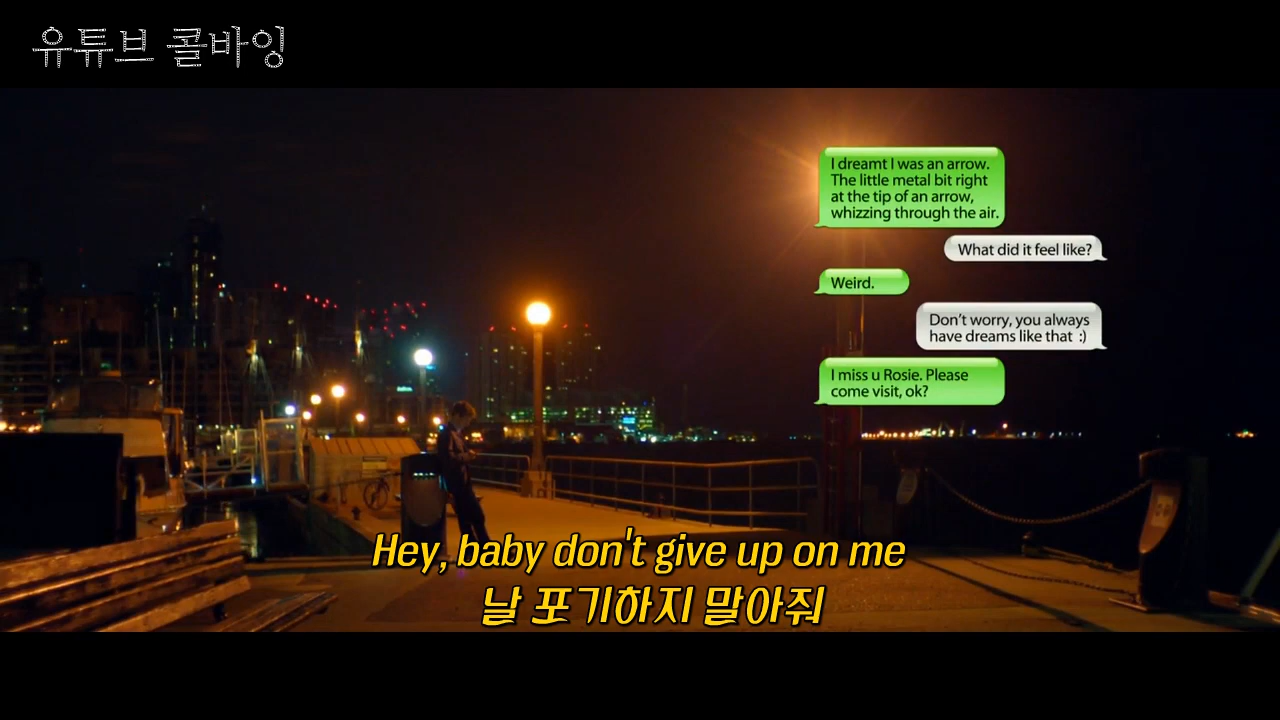 유튜브 콜바잉
I dreamt I was an arrow.
The little metal bit right
at the tip of an arrow,
whizzing through the air.
What did it feel like?
Weird.
Don't worry, you always
have dreams like that :)
I miss u Rosie. Please
come visit, ok?
Hey, baby don't give up on me
날 포기하지 말아줘